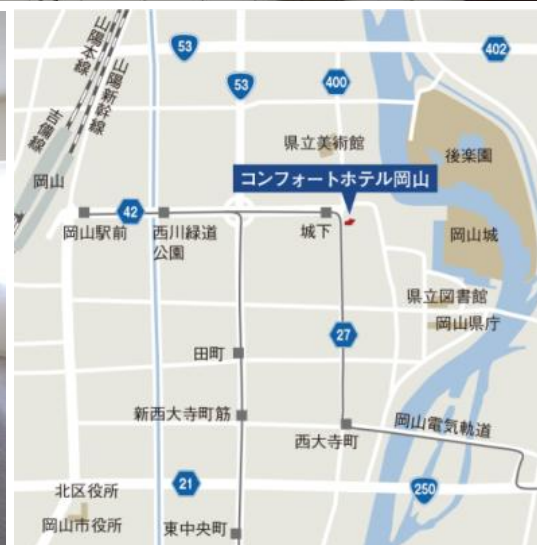 山陽本線
山陽新幹線
吉備線
53
402
53
400
県立美術館
後楽園
コンフォートホテル岡山
岡山
42
岡山駅前
西川緑道
公園
城下
岡山城
県立図書館
岡山県庁
27
田町
新西大寺町筋
西大寺町
岡山電気軌道
北区役所
21
250
岡山市役所
東中央町